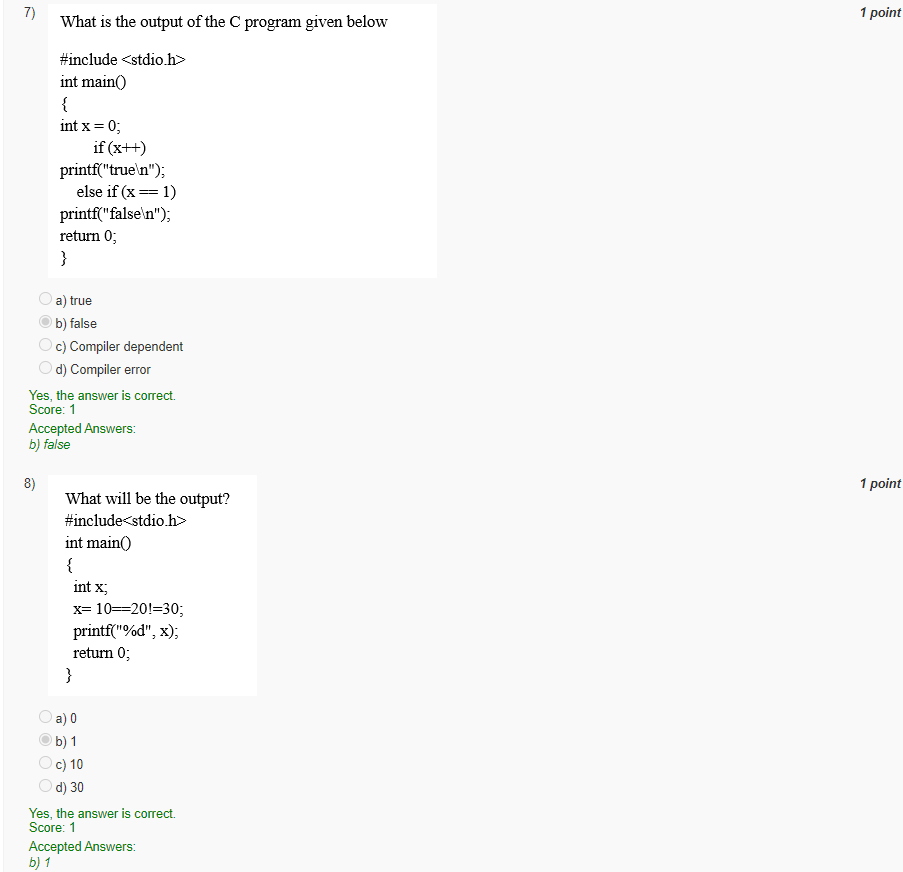 7)
1 point
What is the output of the C program given below
#include <stdio.h>
int main()
{
int x = 0;
if (x++)
printf("true\n");
else if (x == 1)
printf("false\n");
return 0;
}
a) true
b) false
c) Compiler dependent
d) Compiler error
Yes, the answer is correct.
Score: 1
Accepted Answers:
b) false
8)
1 point
What will be the output?
#include<stdio.h>
int main()
{
int x;
x= 10==20!=30;
printf("%d", x);
return 0;
}
a) 0
b) 1
c) 10
d) 30
Yes, the answer is correct.
Score: 1
Accepted Answers:
b) 1